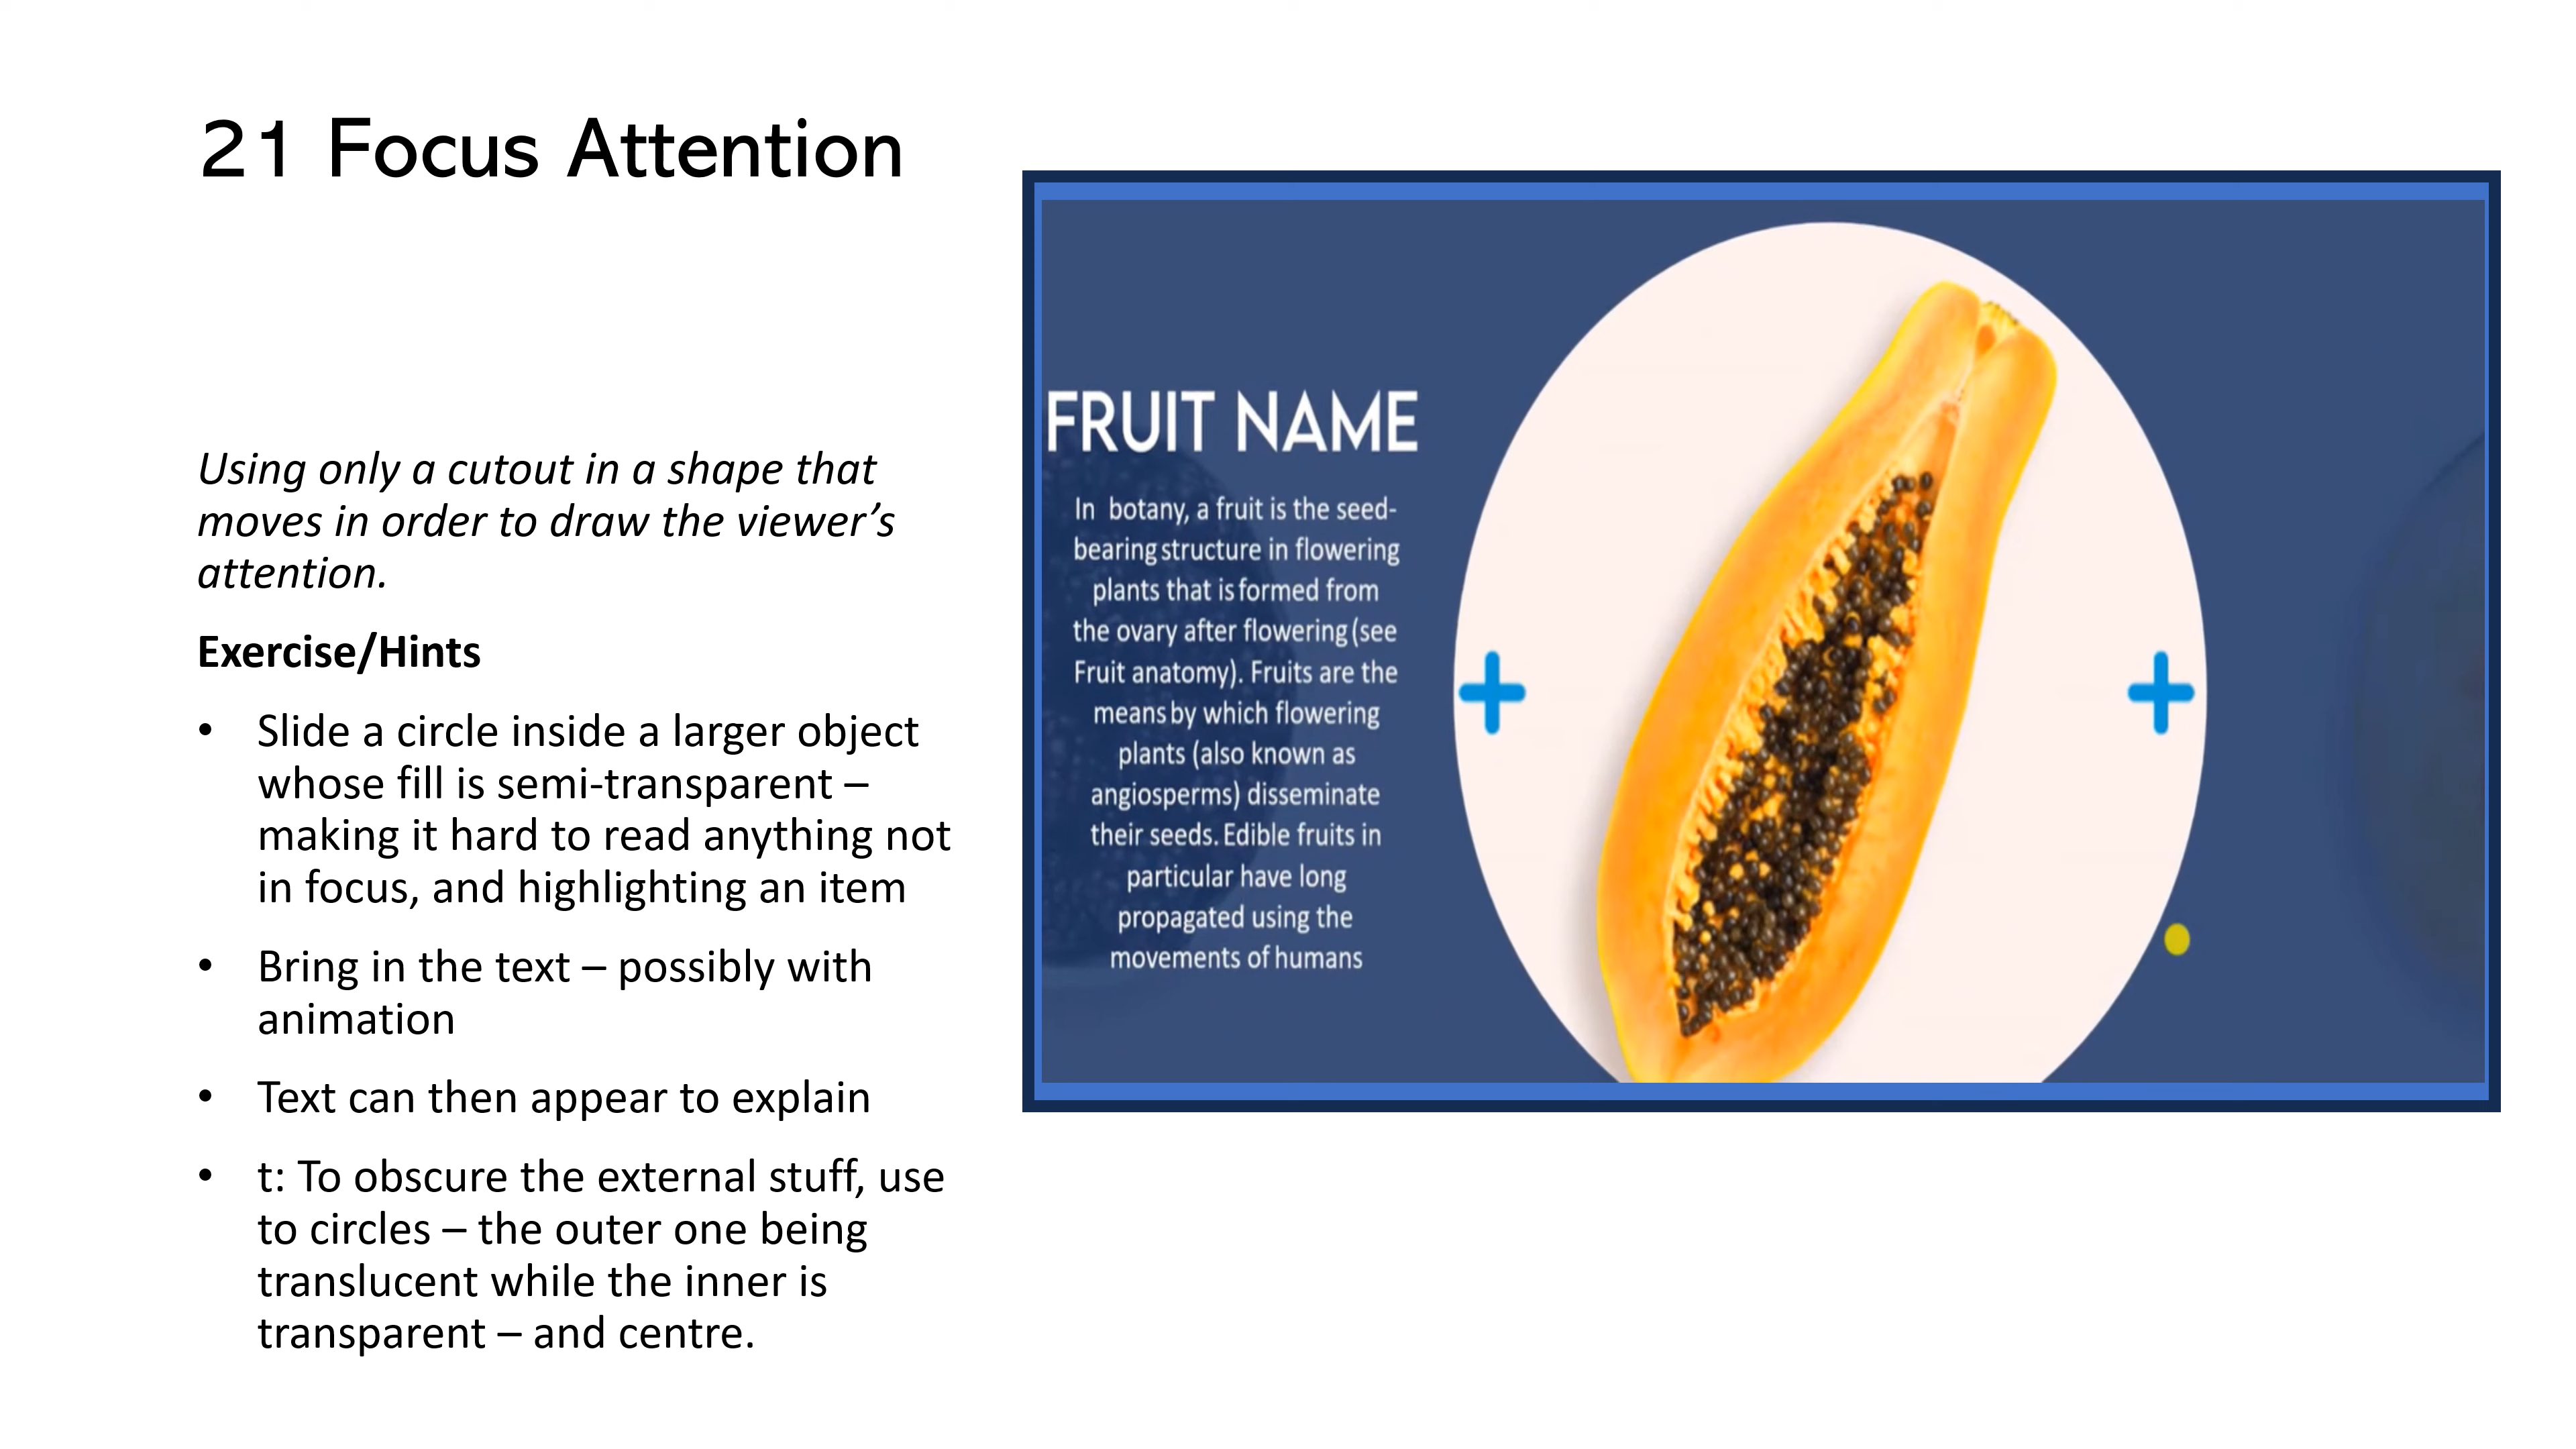 21 Focus Attention
Using only a cutout in a shape that
moves in order to draw the viewer’s
attention.
Exercise/Hints
• Slide a circle inside a larger object
whose fill is semi-transparent –
making it hard to read anything not
in focus, and highlighting an item
• Bring in the text – possibly with
animation
• Text can then appear to explain
• t: To obscure the external stuff, use
to circles – the outer one being
translucent while the inner is
transparent – and centre.
FRUIT NAME
In botany, a fruit is the seed-
bearing structure in flowering
plants that is formed from
the ovary after flowering (see
Fruit anatomy). Fruits are the
means by which flowering
plants (also known as
angiosperms) disseminate
their seeds. Edible fruits in
particular have long
propagated using the
movements of humans